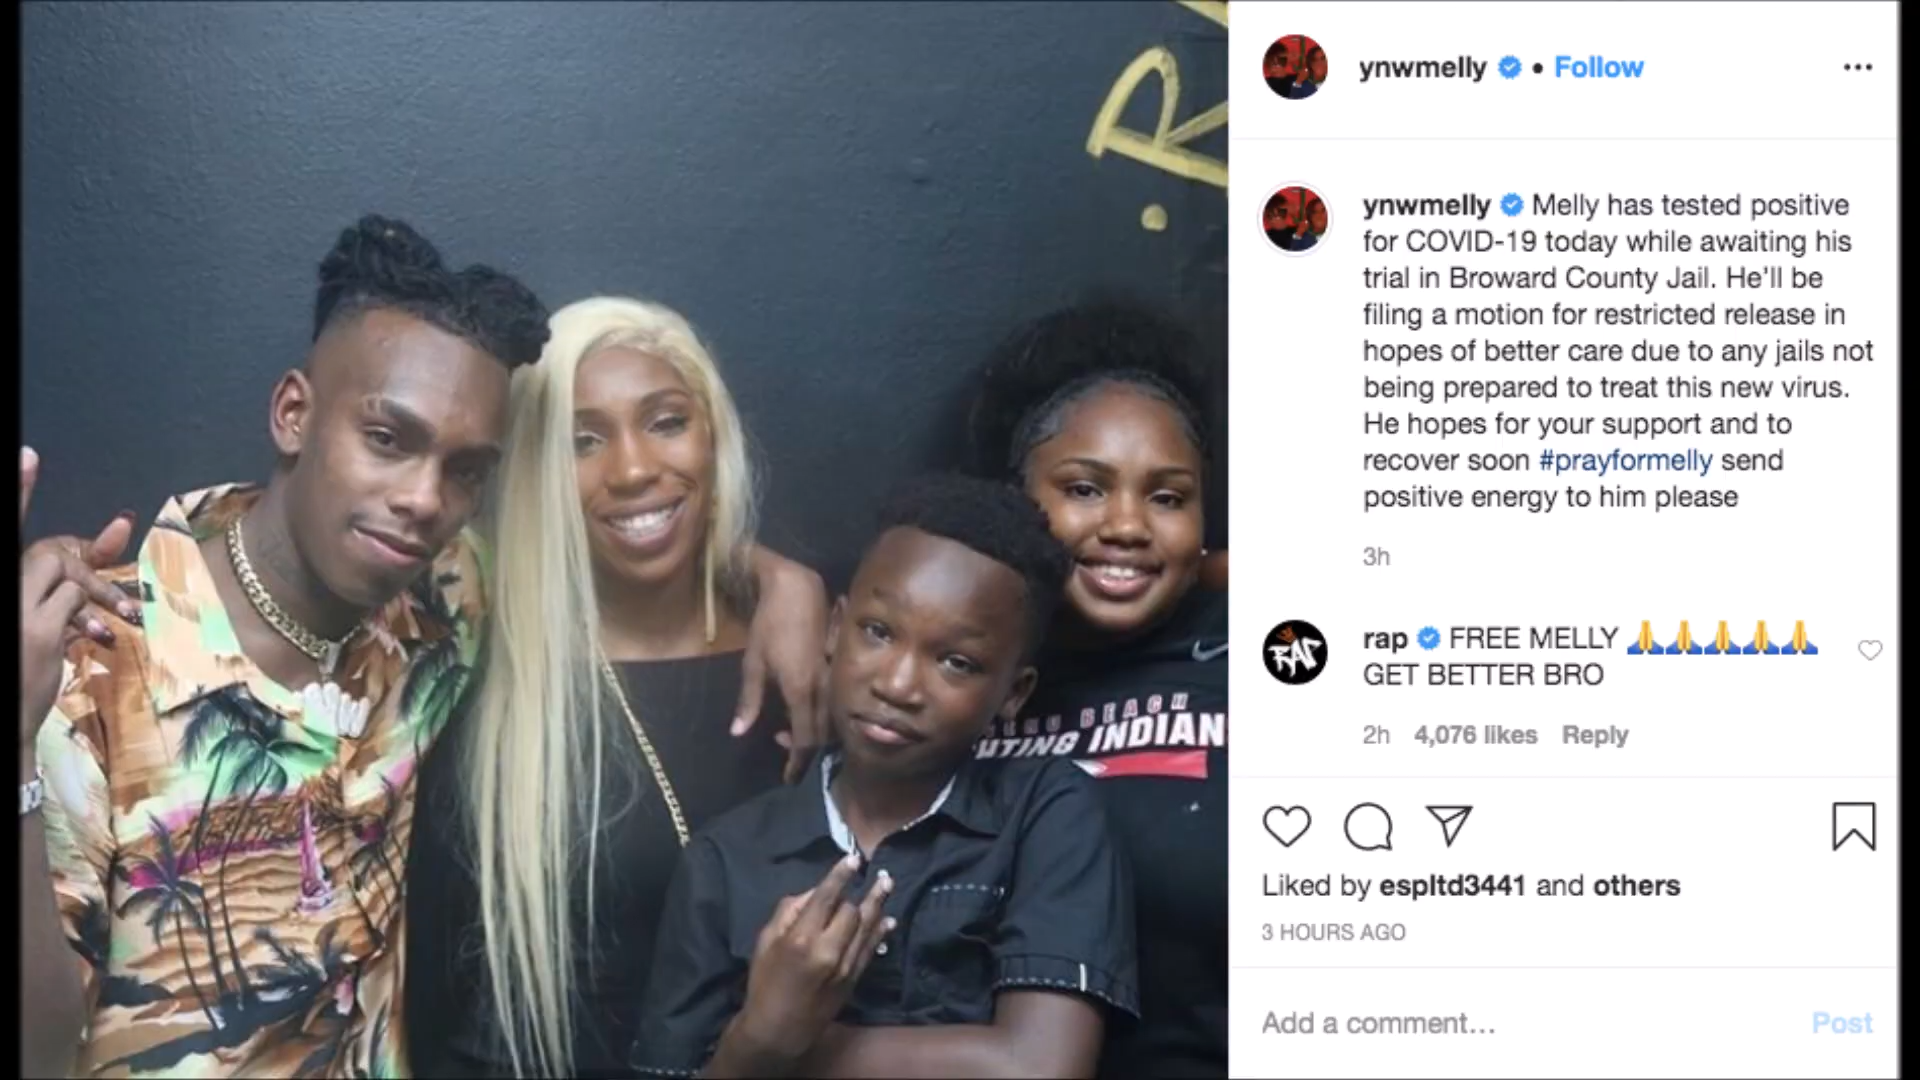 .R
ynwmelly • Follow
ynwmelly Melly has tested positive
for COVID-19 today while awaiting his
trial in Broward County Jail. He'll be
filing a motion for restricted release in
hopes of better care due to any jails not
being prepared to treat this new virus.
He hopes for your support and to
recover soon #prayformelly send
positive energy to him please
3h
RAP
rap FREE MELLY 🙏🙏🙏🙏🙏
GET BETTER BRO
2h 4,076 likes Reply
BEACH
INDIAN
Liked by espltd3441 and others
3 HOURS AGO
Add a comment... Post